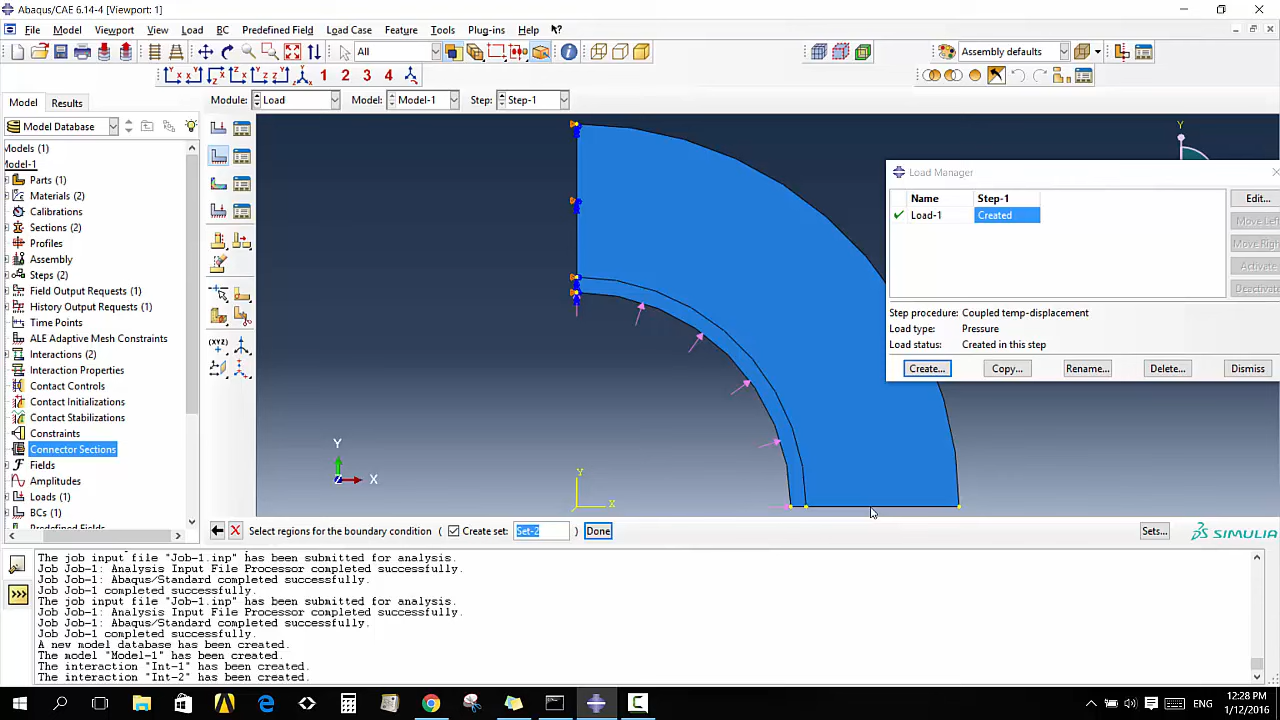 Abaqus/CAE 6.14-4 [Viewport: 1]
File Model Viewport View Load BC Predefined Field Load Case Feature Tools Plug-ins Help
All
Assembly defaults
1 2 3 4
Model Results
Module: Load Model: Model-1 Step: Step-1
Model Database
Models (1)
Model-1
Parts (1)
Materials (2)
Calibrations
Sections (2)
Profiles
Assembly
Steps (2)
Field Output Requests (1)
History Output Requests (1)
Time Points
ALE Adaptive Mesh Constraints
Interactions (2)
Interaction Properties
Contact Controls
Contact Initializations
Contact Stabilizations
Constraints
Connector Sections
Fields
Amplitudes
Loads (1)
BCs (1)
Predefined Fields
Y
X
Y
X
Y
Load Manager
Name Step-1
Load-1 Created
Edit...
Move Left
Move Right
Activate
Deactivate
Step procedure: Coupled temp-displacement
Load type: Pressure
Load status: Created in this step
Create... Copy... Rename... Delete... Dismiss
Select regions for the boundary condition Create set: Set-2 ) Done Sets...
SIMULIA
The job input file "Job-1.inp" has been submitted for analysis.
Job Job-1: Analysis Input File Processor completed successfully.
Job Job-1: Abaqus/Standard completed successfully.
Job Job-1 completed successfully.
The job input file "Job-1.inp" has been submitted for analysis.
Job Job-1: Analysis Input File Processor completed successfully.
Job Job-1: Abaqus/Standard completed successfully.
Job Job-1 completed successfully.
A new model database has been created.
The model "Model-1" has been created.
The interaction "Int-1" has been created.
The interaction "Int-2" has been created.
>>>
ENG
12:28 PM
1/12/2016